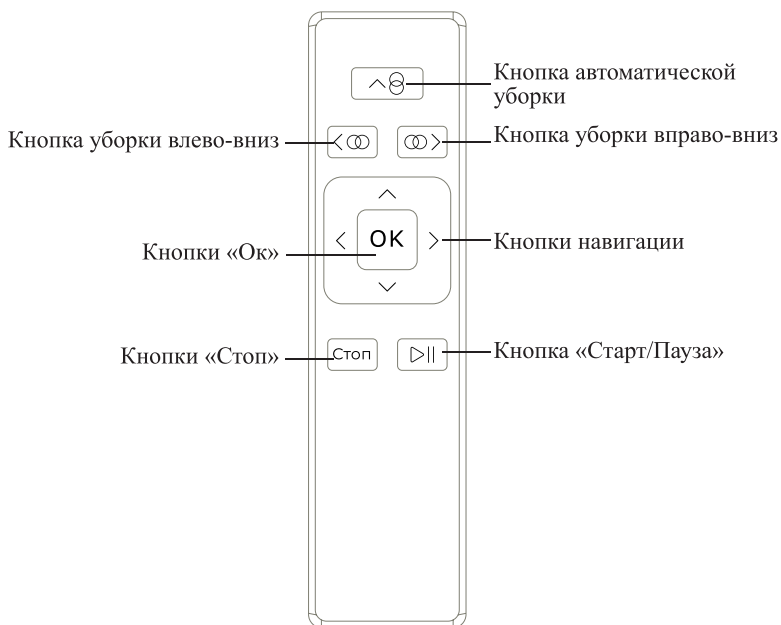 Кнопка автоматической
уборки
Кнопка уборки влево-вниз
Кнопка уборки вправо-вниз
OK
Кнопки «Ок»
Кнопки навигации
Кнопки «Стоп»
Стоп
Кнопка «Старт/Пауза»